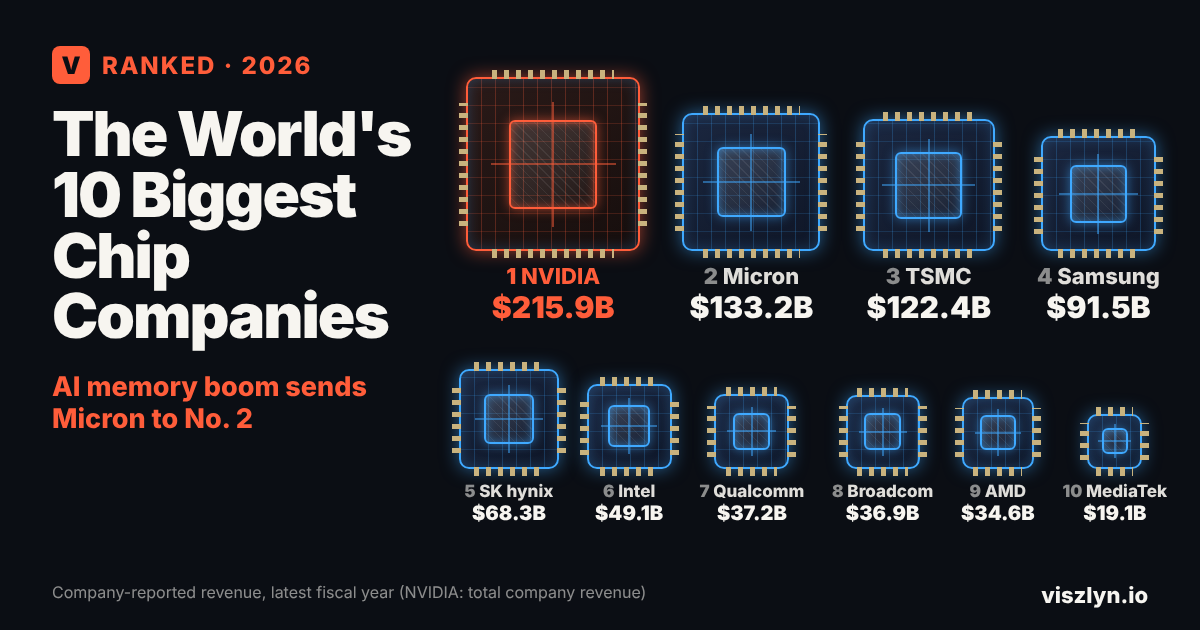 V RANKED · 2026
The World's
10 Biggest
Chip
Companies
AI memory boom sends
Micron to No. 2
1 NVIDIA
$215.9B
2 Micron
$133.2B
3 TSMC
$122.4B
4 Samsung
$91.5B
5 SK hynix
$68.3B
6 Intel
$49.1B
7 Qualcomm
$37.2B
8 Broadcom
$36.9B
9 AMD
$34.6B
10 MediaTek
$19.1B
Company-reported revenue, latest fiscal year (NVIDIA: total company revenue)
viszlyn.io